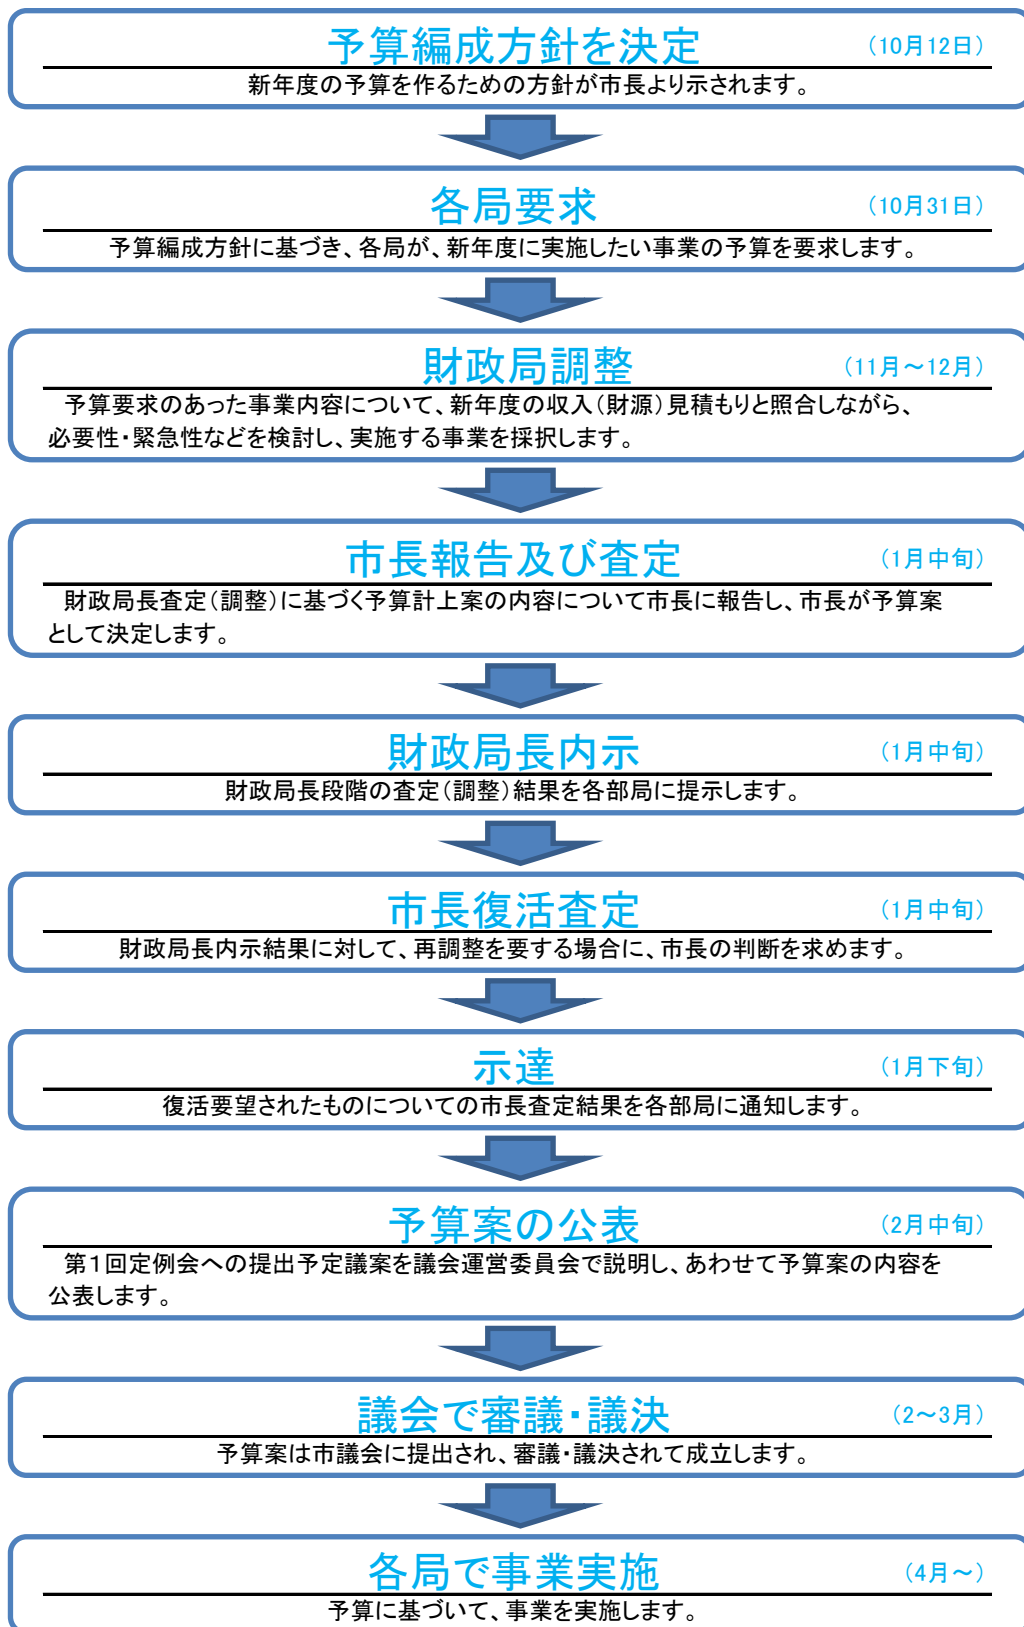 予算編成方針を決定 （10月12日）
新年度の予算を作るための方針が市長より示されます。
各局要求 （10月31日）
予算編成方針に基づき、各局が、新年度に実施したい事業の予算を要求します。
財政局調整 （11月～12月）
予算要求のあった事業内容について、新年度の収入（財源）見積もりと照合しながら、
必要性・緊急性などを検討し、実施する事業を採択します。
市長報告及び査定 （1月中旬）
財政局長査定（調整）に基づく予算計上案の内容について市長に報告し、市長が予算案
として決定します。
財政局長内示 （1月中旬）
財政局長段階の査定（調整）結果を各部局に提示します。
市長復活査定 （1月中旬）
財政局長内示結果に対して、再調整を要する場合に、市長の判断を求めます。
示達 （1月下旬）
復活要望されたものについての市長査定結果を各部局に通知します。
予算案の公表 （2月中旬）
第１回定例会への提出予定議案を議会運営委員会で説明し、あわせて予算案の内容を
公表します。
議会で審議・議決 （2～3月）
予算案は市議会に提出され、審議・議決されて成立します。
各局で事業実施 （4月～）
予算に基づいて、事業を実施します。